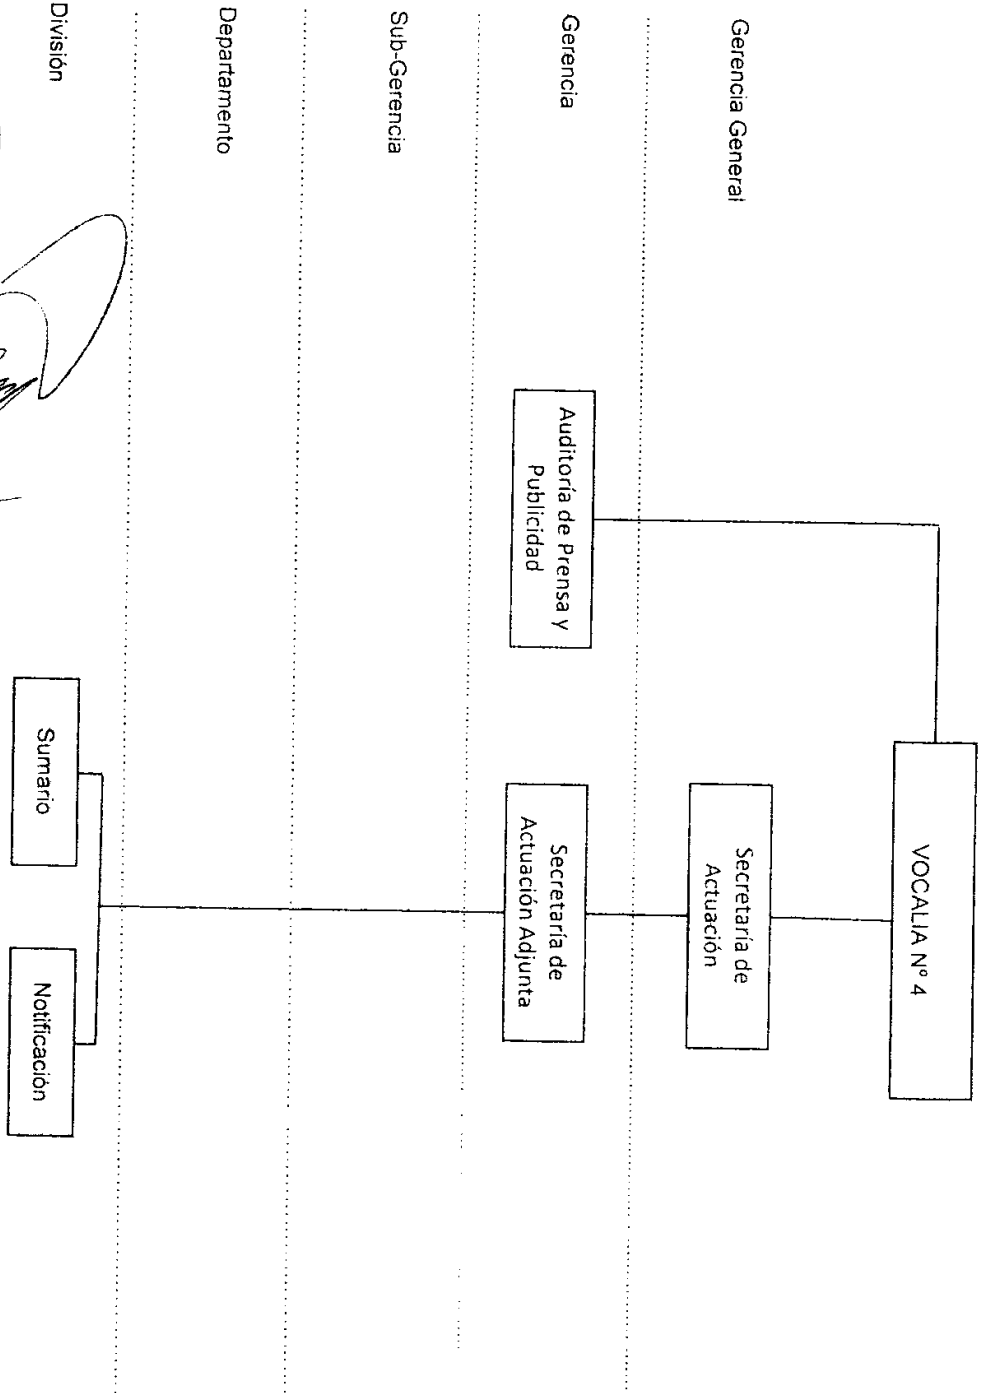 VOCALIA N° 4
Gerencia General
Secretaría de
Actuación
Gerencia
Auditoría de Prensa y
Publicidad
Secretaría de
Actuación Adjunta
Sub-Gerencia
Departamento
División
Sumario
Notificación